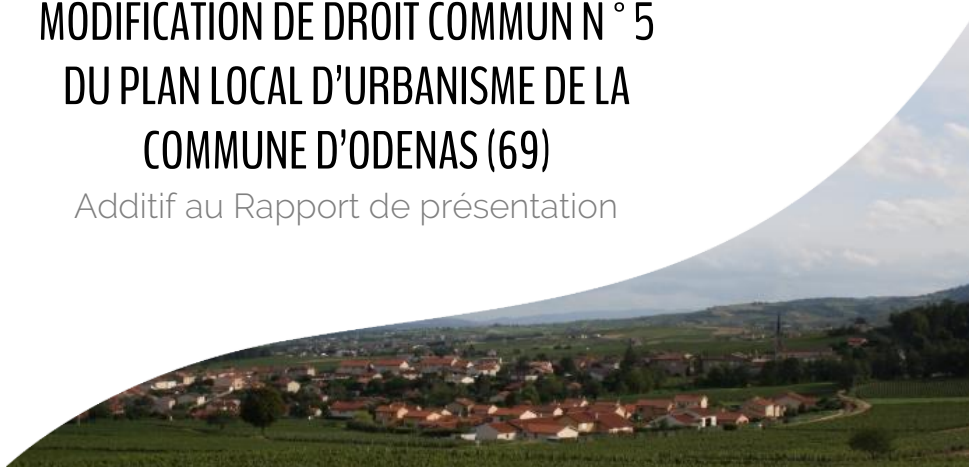 MODIFICATION DE DROIT COMMUN N°5
DU PLAN LOCAL D'URBANISME DE LA
COMMUNE D'ODENAS (69)
Additif au Rapport de présentation